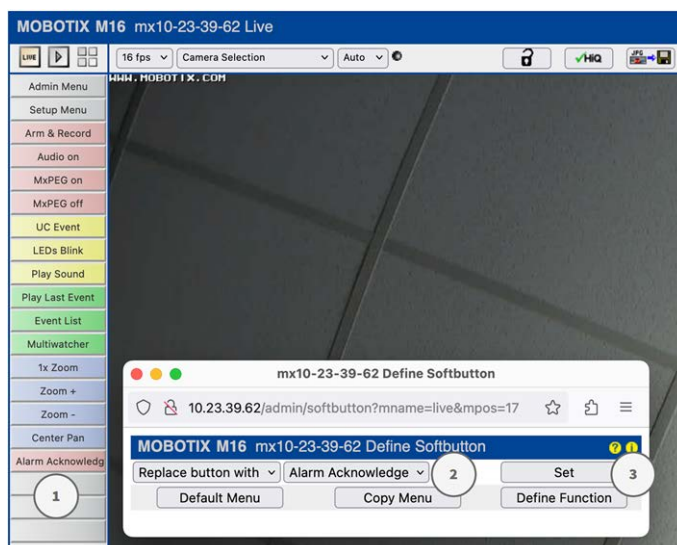 MOBOTIX M16 mx10-23-39-62 Live
LIVE
16 fps Camera Selection Auto HiQ JPG
WWW.MOBOTIX.COM
Admin Menu
Setup Menu
Arm & Record
Audio on
MxPEG on
MxPEG off
UC Event
LEDs Blink
Play Sound
Play Last Event
Event List
Multiwatcher
1x Zoom
Zoom +
Zoom -
Center Pan
Alarm Acknowledg
1
mx10-23-39-62 Define Softbutton
10.23.39.62/admin/softbutton?mname=live&mpos=17
MOBOTIX M16 mx10-23-39-62 Define Softbutton ? i
Replace button with Alarm Acknowledge 2 Set 3
Default Menu Copy Menu Define Function